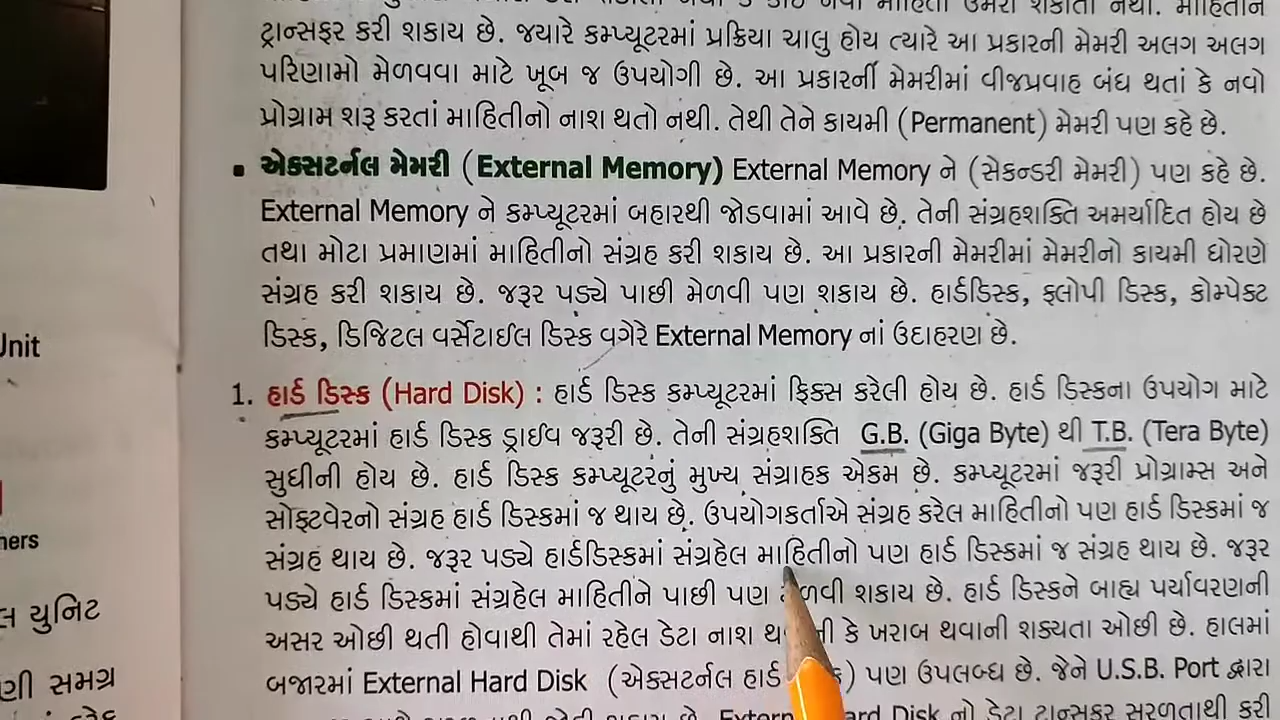 ટ્રાન્સફર કરી શકાય છે. જયારે કમ્પ્યૂટરમાં પ્રક્રિયા ચાલુ હોય ત્યારે આ પ્રકારની મેમરી અલગ અલગ
પરિણામો મેળવવા માટે ખૂબ જ ઉપયોગી છે. આ પ્રકારની મેમરીમાં વીજપ્રવાહ બંધ થતાં કે નવો
પ્રોગ્રામ શરૂ કરતાં માહિતીનો નાશ થતો નથી. તેથી તેને કાયમી (Permanent) મેમરી પણ કહે છે.
▪ એકસટર્નલ મેમરી (External Memory) External Memory ને (સેકન્ડરી મેમરી) પણ કહે છે.
External Memory ને કમ્પ્યૂટરમાં બહારથી જોડવામાં આવે છે. તેની સંગ્રહશક્તિ અમર્યાદિત હોય છે
તથા મોટા પ્રમાણમાં માહિતીનો સંગ્રહ કરી શકાય છે. આ પ્રકારની મેમરીમાં મેમરીનો કાયમી ધોરણે
સંગ્રહ કરી શકાય છે. જરૂર પડ્યે પાછી મેળવી પણ શકાય છે. હાર્ડડિસ્ક, ફ્લોપી ડિસ્ક, કોમ્પેક્ટ
ડિસ્ક, ડિજિટલ વર્સેટાઈલ ડિસ્ક વગેરે External Memory નાં ઉદાહરણ છે.
Unit
1. હાર્ડ ડિસ્ક (Hard Disk) : હાર્ડ ડિસ્ક કમ્પ્યૂટરમાં ફિક્સ કરેલી હોય છે. હાર્ડ ડિસ્કના ઉપયોગ માટે
કમ્પ્યૂટરમાં હાર્ડ ડિસ્ક ડ્રાઈવ જરૂરી છે. તેની સંગ્રહશક્તિ G.B. (Giga Byte) થી T.B. (Tera Byte)
સુધીની હોય છે. હાર્ડ ડિસ્ક કમ્પ્યૂટરનું મુખ્ય સંગ્રાહક એકમ છે. કમ્પ્યૂટરમાં જરૂરી પ્રોગ્રામ્સ અને
સોફ્ટવેરનો સંગ્રહ હાર્ડ ડિસ્કમાં જ થાય છે. ઉપયોગકર્તાએ સંગ્રહ કરેલ માહિતીનો પણ હાર્ડ ડિસ્કમાં જ
સંગ્રહ થાય છે. જરૂર પડ્યે હાર્ડડિસ્કમાં સંગ્રહેલ માહિતીનો પણ હાર્ડ ડિસ્કમાં જ સંગ્રહ થાય છે. જરૂર
પડ્યે હાર્ડ ડિસ્કમાં સંગ્રહેલ માહિતીને પાછી પણ શકાય છે. હાર્ડ ડિસ્કને બાહ્ય પર્યાવરણની
અસર ઓછી થતી હોવાથી તેમાં રહેલ ડેટા નાશ કે ખરાબ થવાની શક્યતા ઓછી છે. હાલમાં
બજારમાં External Hard Disk (એક્સટર્નલ હાર્ડ ) પણ ઉપલબ્ધ છે. જેને U.S.B. Port દ્વારા
Hard Disk નો ડેટા ટ્રાન્સફર સરળતાથી કરી
યુનિટ
સમગ્ર